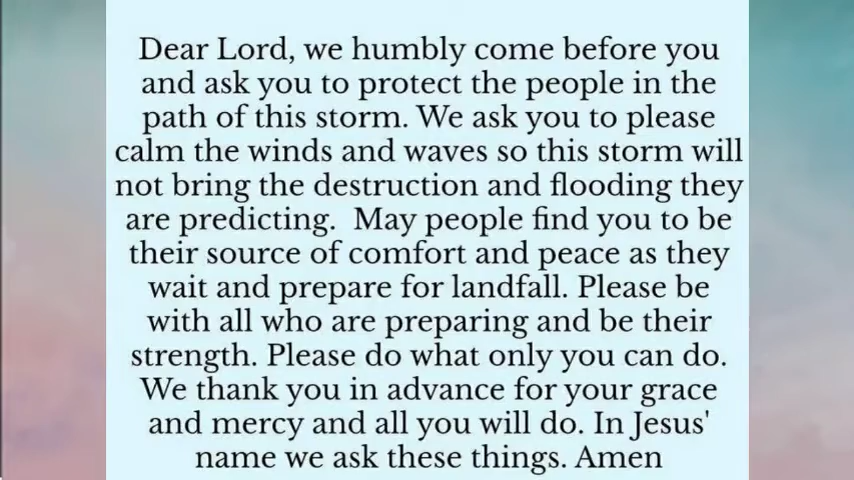 Dear Lord, we humbly come before you
and ask you to protect the people in the
path of this storm. We ask you to please
calm the winds and waves so this storm will
not bring the destruction and flooding they
are predicting.  May people find you to be
their source of comfort and peace as they
wait and prepare for landfall. Please be
with all who are preparing and be their
strength. Please do what only you can do.
We thank you in advance for your grace
and mercy and all you will do. In Jesus'
name we ask these things. Amen